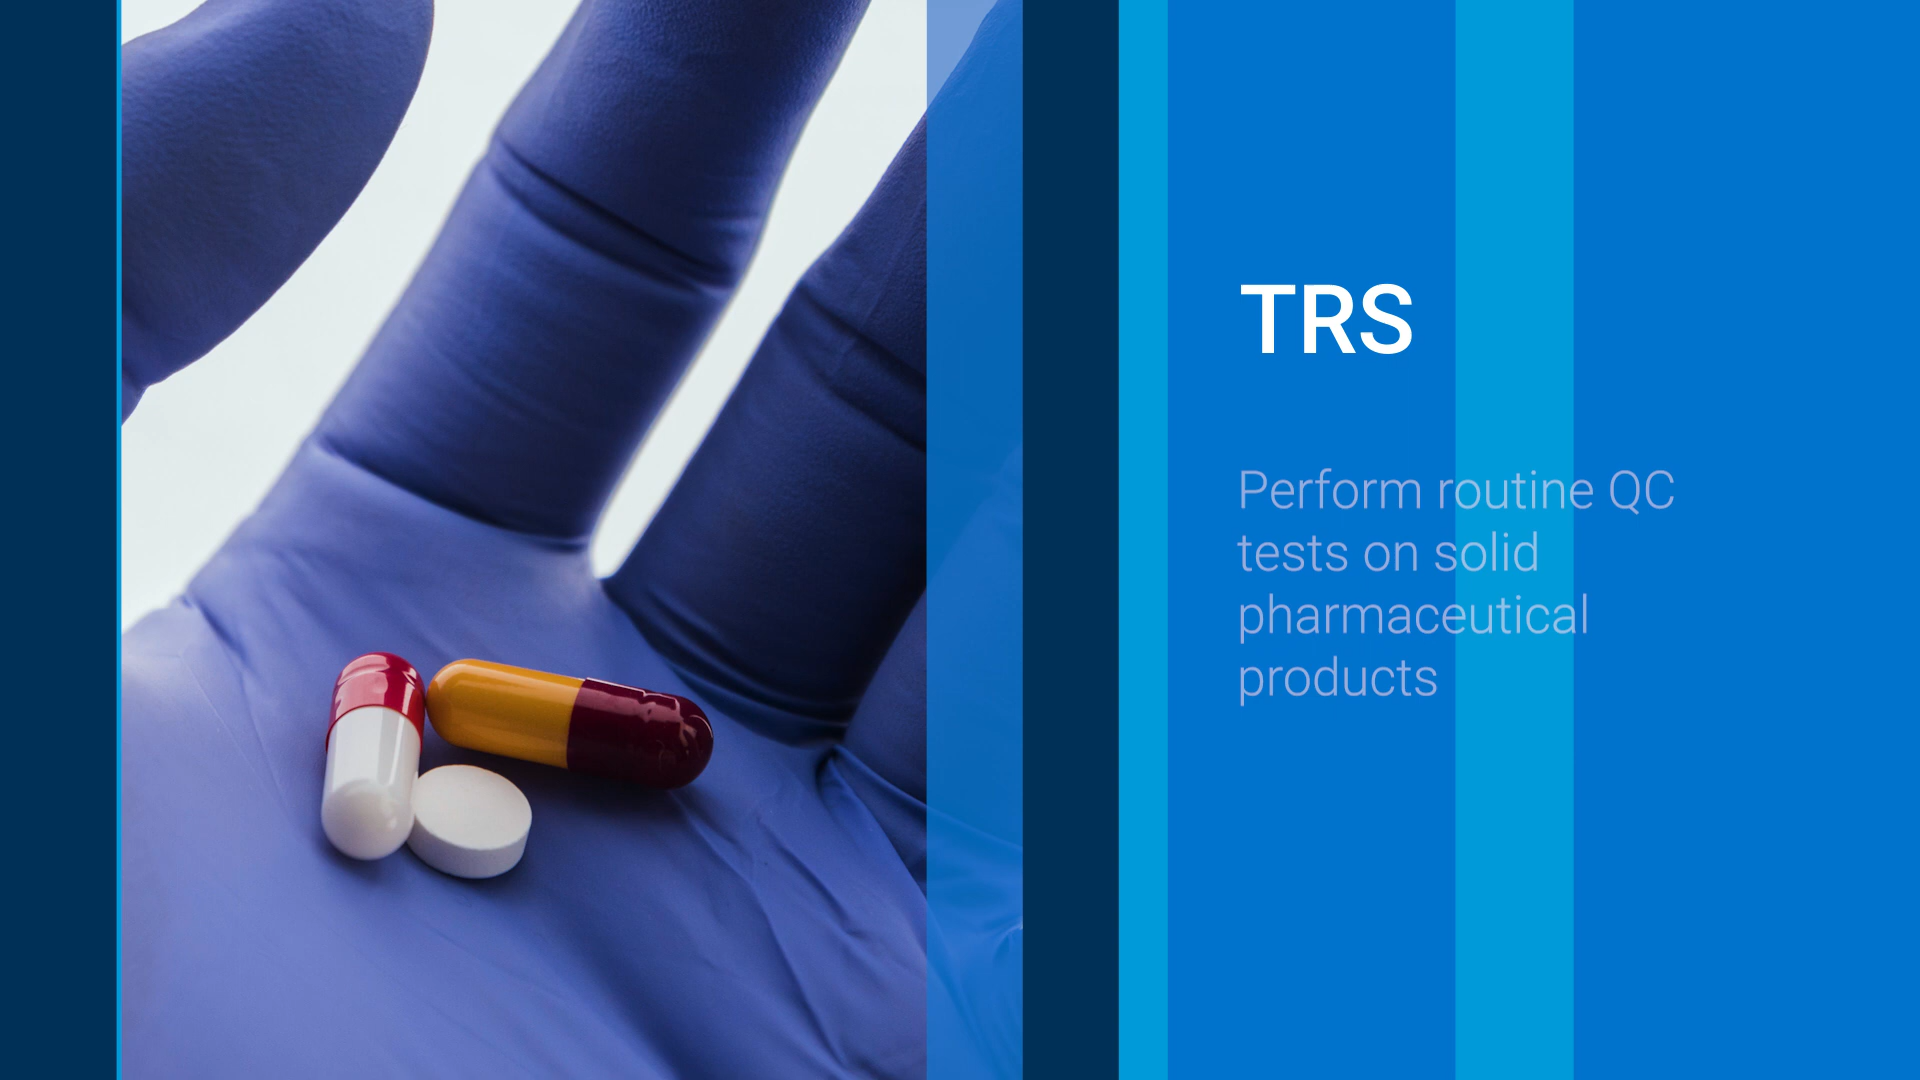 TRS
Perform routine QC
tests on solid
pharmaceutical
products